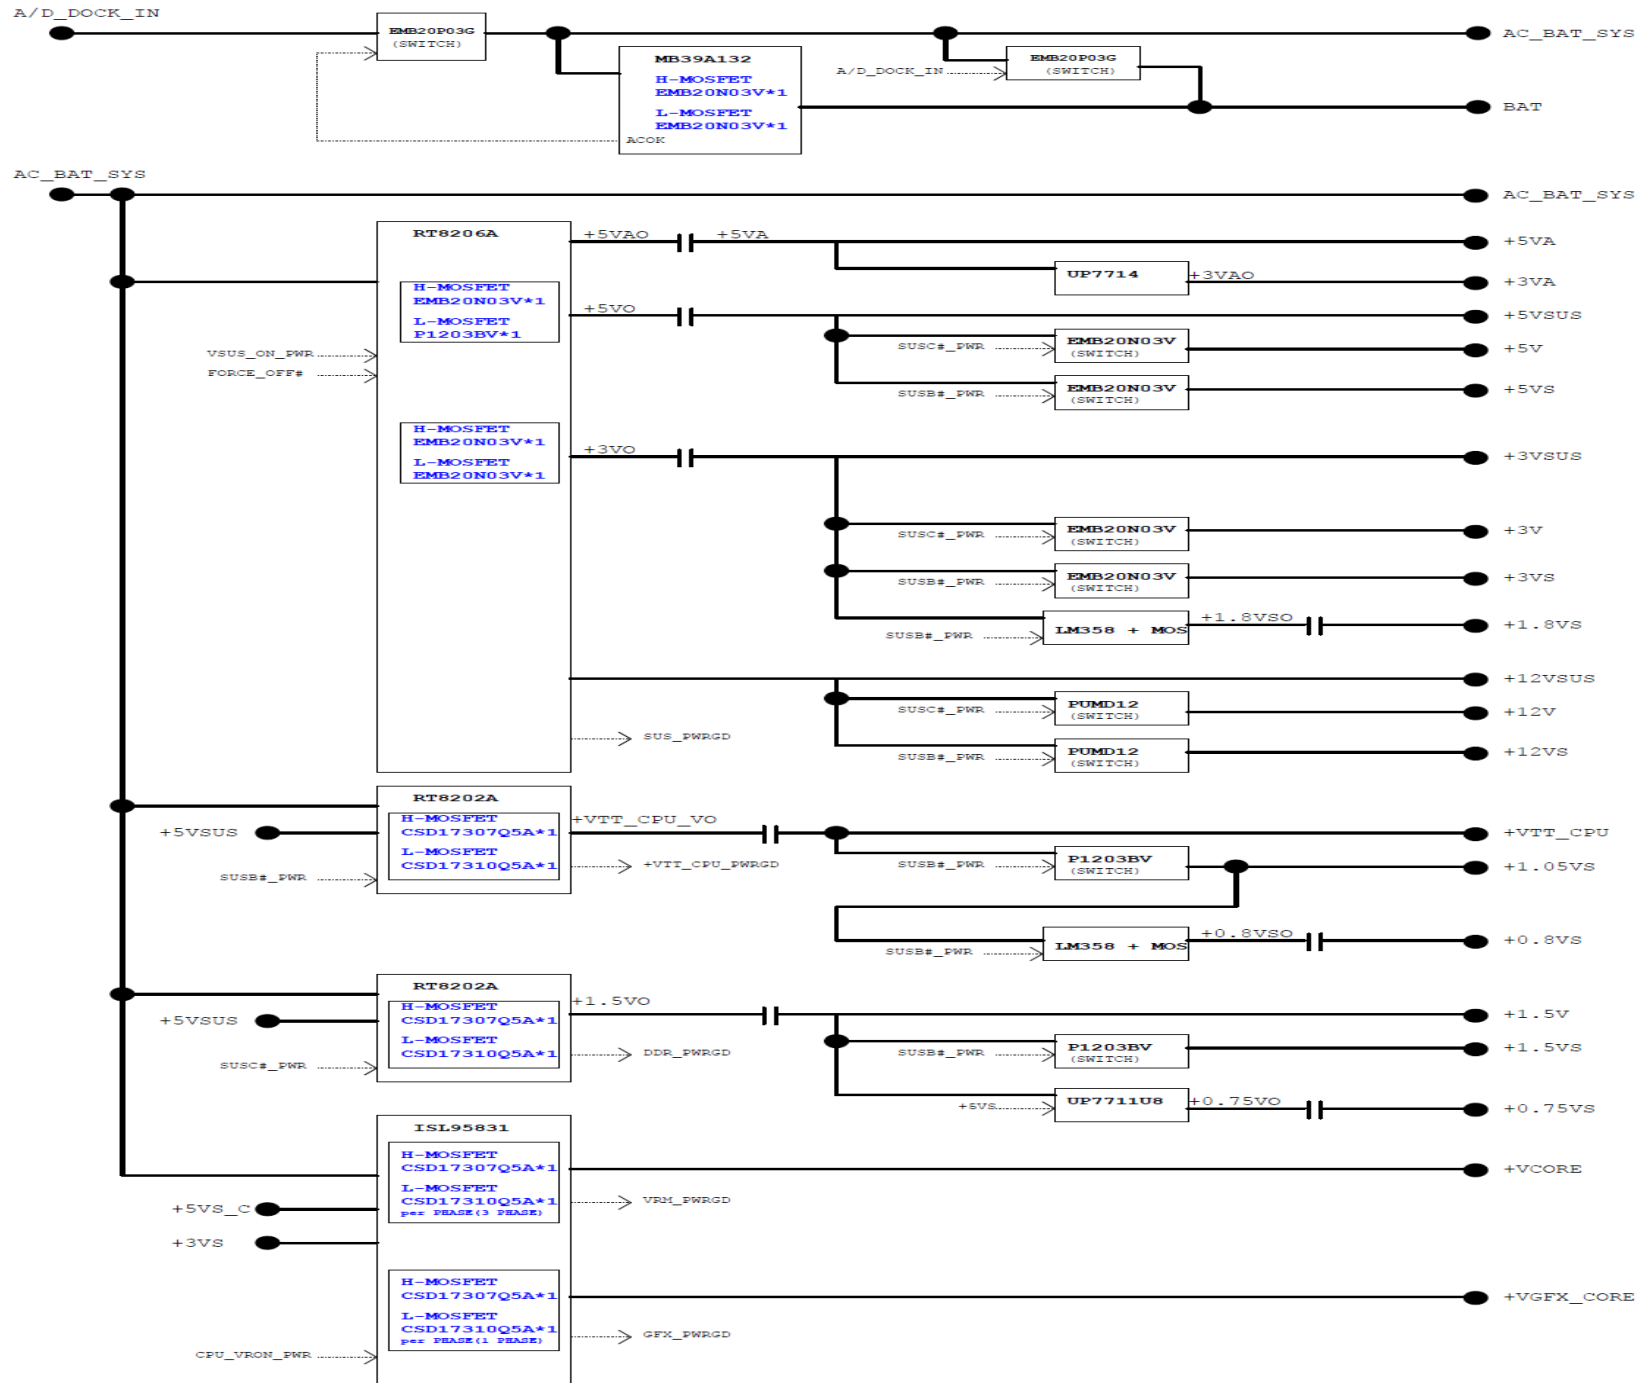 A/D_DOCK_IN
EMB20P03G
(SWITCH)
AC_BAT_SYS
MB39A132
H-MOSFET
EMB20N03V*1
L-MOSFET
EMB20N03V*1
ACOK
A/D_DOCK_IN
EMB20P03G
(SWITCH)
BAT
AC_BAT_SYS
AC_BAT_SYS
RT8206A
+5VAO
+5VA
+5VA
UP7714
+3VAO
+3VA
H-MOSFET
EMB20N03V*1
L-MOSFET
P1203BV*1
+5VO
+5VSUS
VSUS_ON_PWR
FORCE_OFF#
SUSC#_PWR
EMB20N03V
(SWITCH)
+5V
SUSB#_PWR
EMB20N03V
(SWITCH)
+5VS
H-MOSFET
EMB20N03V*1
L-MOSFET
EMB20N03V*1
+3VO
+3VSUS
SUSC#_PWR
EMB20N03V
(SWITCH)
+3V
SUSB#_PWR
EMB20N03V
(SWITCH)
+3VS
SUSB#_PWR
LM358 + MOS
+1.8VSO
+1.8VS
+12VSUS
SUSC#_PWR
PUMD12
(SWITCH)
+12V
SUS_PWRGD
SUSB#_PWR
PUMD12
(SWITCH)
+12VS
RT8202A
+5VSUS
H-MOSFET
CSD17307Q5A*1
L-MOSFET
CSD17310Q5A*1
SUSB#_PWR
+VTT_CPU_VO
+VTT_CPU_PWRGD
+VTT_CPU
SUSB#_PWR
P1203BV
(SWITCH)
+1.05VS
SUSB#_PWR
LM358 + MOS
+0.8VSO
+0.8VS
RT8202A
+5VSUS
H-MOSFET
CSD17307Q5A*1
L-MOSFET
CSD17310Q5A*1
SUSC#_PWR
+1.5VO
DDR_PWRGD
+1.5V
SUSB#_PWR
P1203BV
(SWITCH)
+1.5VS
+5VS
UP7711U8
+0.75VO
+0.75VS
ISL95831
H-MOSFET
CSD17307Q5A*1
L-MOSFET
CSD17310Q5A*1
per PHASE(3 PHASE)
+VCORE
VRM_PWRGD
+5VS_C
+3VS
H-MOSFET
CSD17307Q5A*1
L-MOSFET
CSD17310Q5A*1
per PHASE(1 PHASE)
+VGFX_CORE
GFX_PWRGD
CPU_VRON_PWR